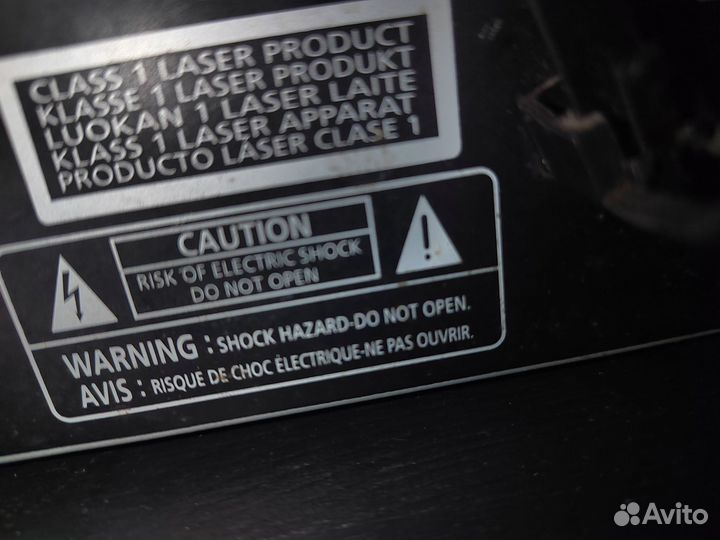 CLASS 1 LASER PRODUCT
KLASSE 1 LASER PRODUKT
LUOKAN 1 LASER LAITE
KLASS 1 LASER APPARAT
PRODUCTO LÁSER CLASE 1
CAUTION
RISK OF ELECTRIC SHOCK
DO NOT OPEN
WARNING : SHOCK HAZARD-DO NOT OPEN.
AVIS : RISQUE DE CHOC ÉLECTRIQUE-NE PAS OUVRIR.
Avito